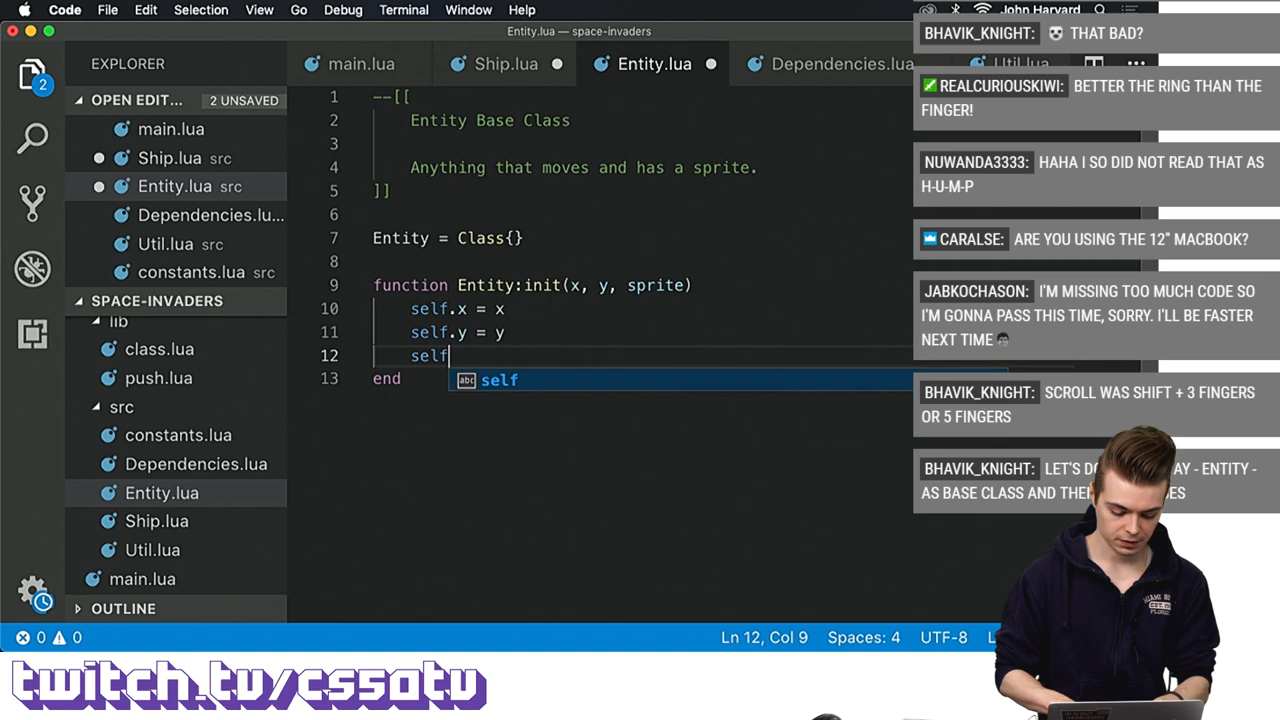 Code File Edit Selection View Go Debug Terminal Window Help John Harvard
Entity.lua — space-invaders
EXPLORER
main.lua Ship.lua Entity.lua Dependencies.lua Util.lua
2
OPEN EDIT... 2 UNSAVED
main.lua
Ship.lua src
Entity.lua src
Dependencies.lu...
Util.lua src
constants.lua src
SPACE-INVADERS
lib
class.lua
push.lua
src
constants.lua
Dependencies.lua
Entity.lua
Ship.lua
Util.lua
main.lua
OUTLINE
1 --[[
2 Entity Base Class
3
4 Anything that moves and has a sprite.
5 ]]
6
7 Entity = Class{}
8
9 function Entity:init(x, y, sprite)
10 self.x = x
11 self.y = y
12 self
abc self
13 end
BHAVIK_KNIGHT: THAT BAD?
REALCURIOUSKIWI: BETTER THE RING THAN THE
FINGER!
NUWANDA3333: HAHA I SO DID NOT READ THAT AS
H-U-M-P
CARALSE: ARE YOU USING THE 12" MACBOOK?
JABKOCHASON: I'M MISSING TOO MUCH CODE SO
I'M GONNA PASS THIS TIME, SORRY. I'LL BE FASTER
NEXT TIME
BHAVIK_KNIGHT: SCROLL WAS SHIFT + 3 FINGERS
OR 5 FINGERS
BHAVIK_KNIGHT: LET'S AY - ENTITY -
AS BASE CLASS AND
0 0 Ln 12, Col 9 Spaces: 4 UTF-8
twitch.tv/cs50tv